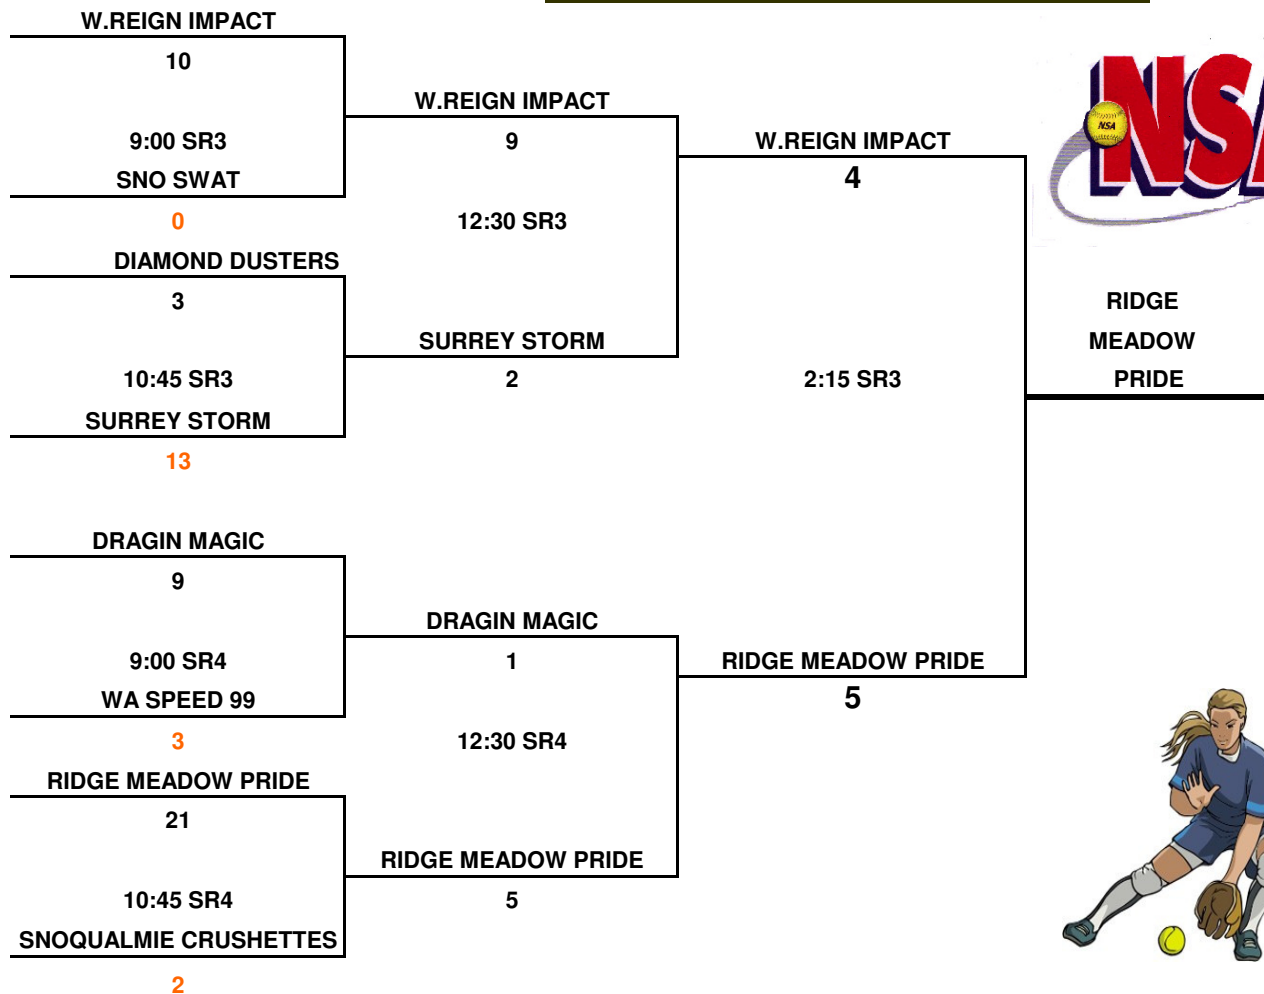 W.REIGN IMPACT
10
9:00 SR3
SNO SWAT
0
DIAMOND DUSTERS
3
10:45 SR3
SURREY STORM
13
DRAGIN MAGIC
9
9:00 SR4
WA SPEED 99
3
RIDGE MEADOW PRIDE
21
10:45 SR4
SNOQUALMIE CRUSHETTES
2
W.REIGN IMPACT
9
12:30 SR3
SURREY STORM
2
DRAGIN MAGIC
1
12:30 SR4
RIDGE MEADOW PRIDE
5
W.REIGN IMPACT
4
2:15 SR3
RIDGE MEADOW PRIDE
5
NSA
NSA
RIDGE
MEADOW
PRIDE